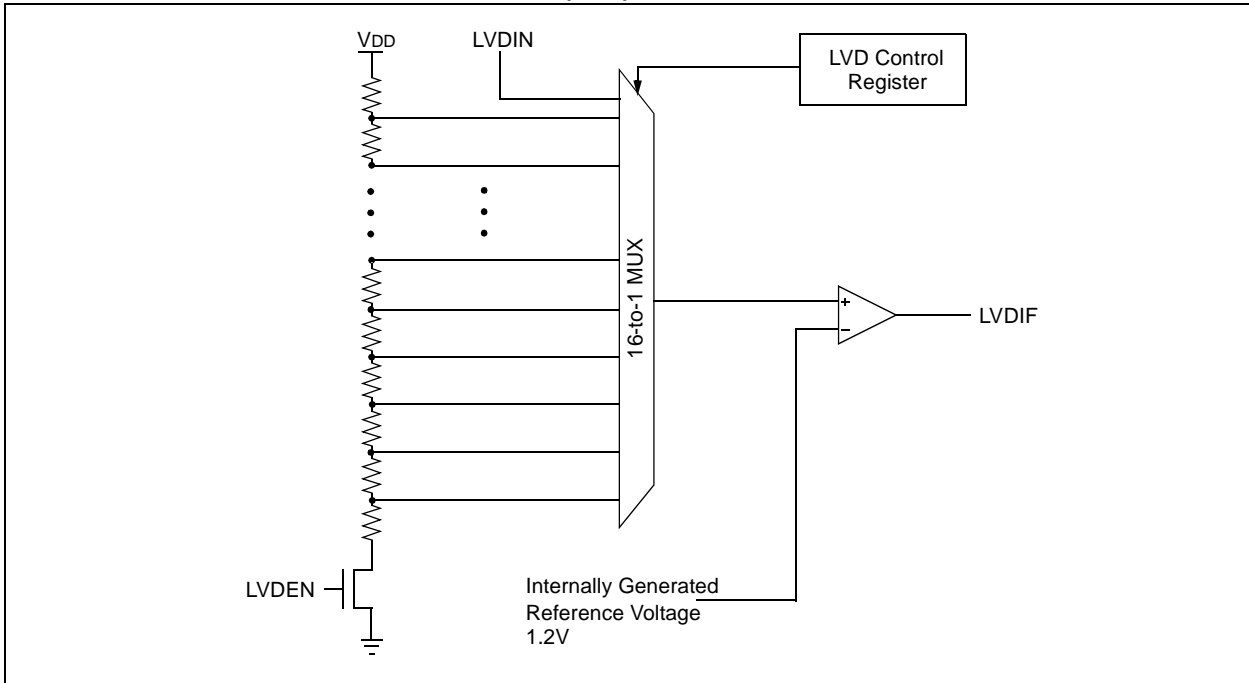 VDD
LVDIN
LVD Control
Register
16-to-1 MUX
+
−
LVDIF
LVDEN
Internally Generated
Reference Voltage
1.2V